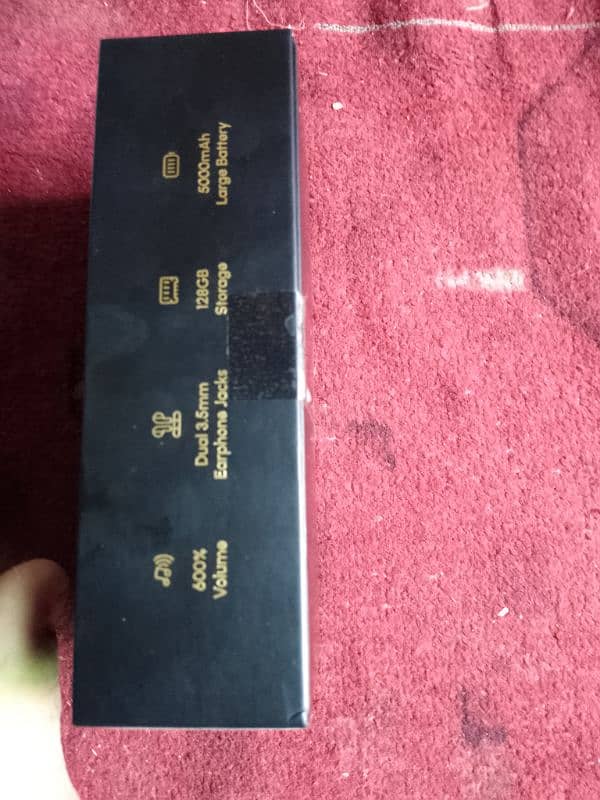 600%
Volume
Dual 3.5mm
Earphone Jacks
128GB
Storage
5000mAh
Large Battery